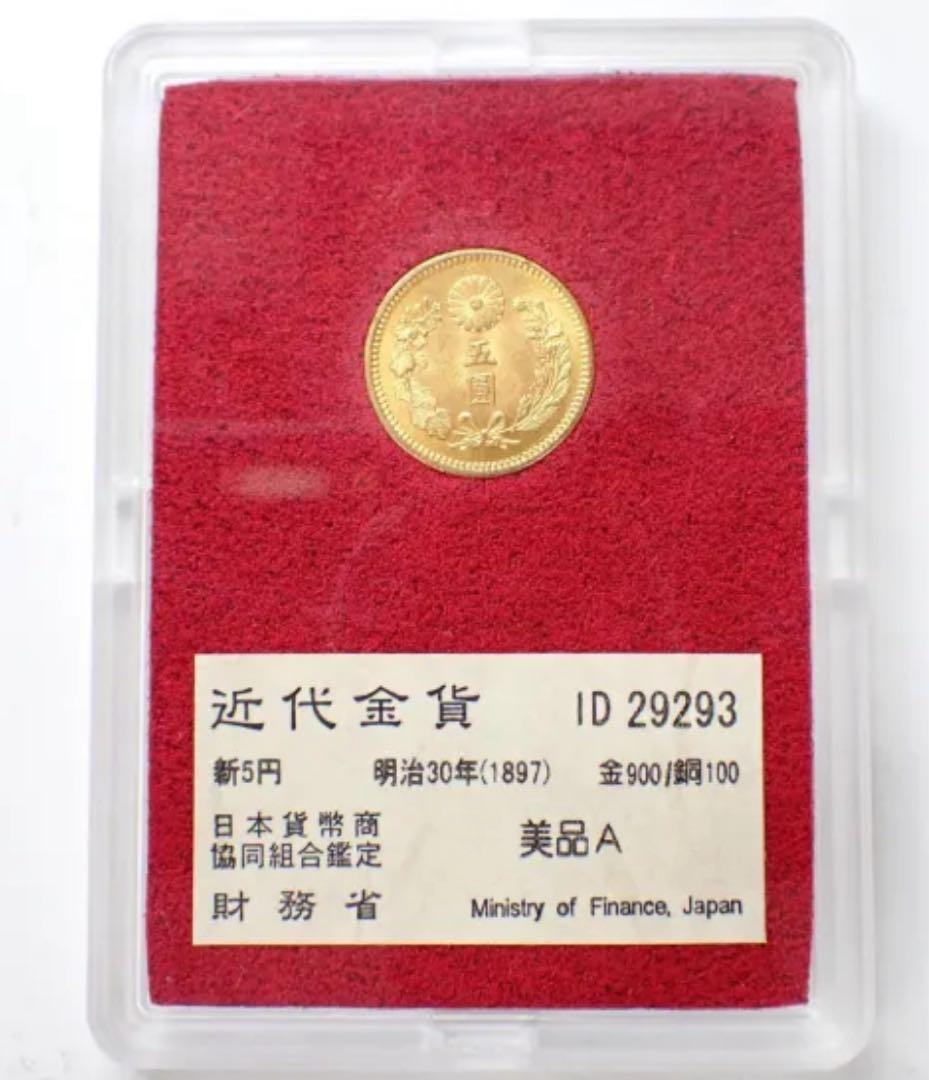 五
圓
近代金貨 ID 29293
新5円 明治30年(1897) 金900/銅100
日本貨幣商
協同組合鑑定
美品A
財務省 Ministry of Finance, Japan